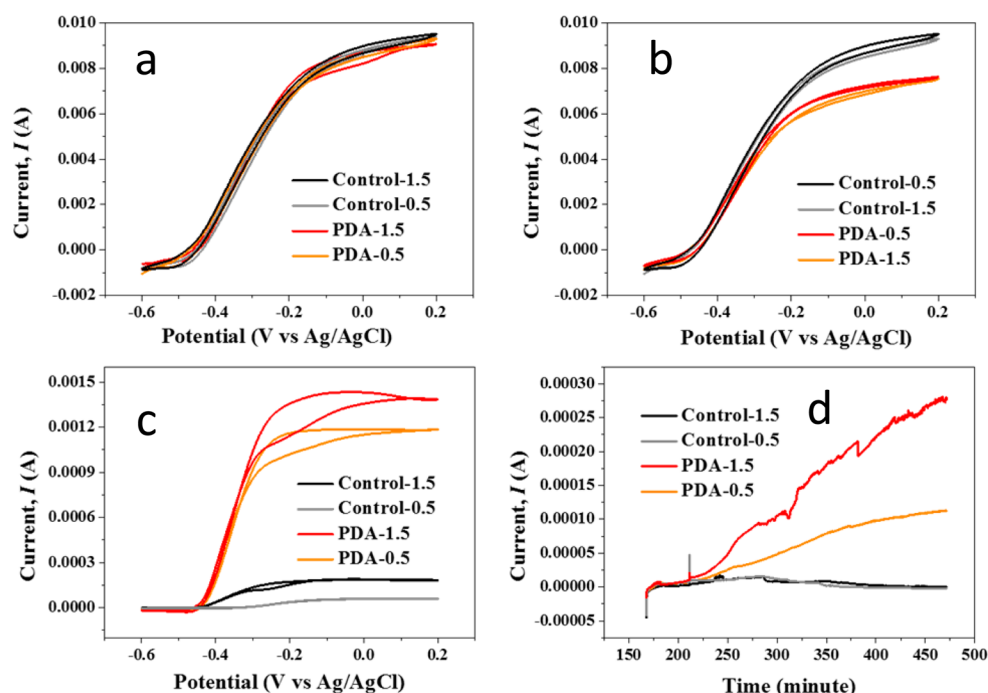 a
0.010
0.008
0.006
0.004
0.002
0.000
-0.002
Current, I (A)
Control-1.5
Control-0.5
PDA-1.5
PDA-0.5
-0.6 -0.4 -0.2 0.0 0.2
Potential (V vs Ag/AgCl)
b
0.010
0.008
0.006
0.004
0.002
0.000
-0.002
Current, I (A)
Control-0.5
Control-1.5
PDA-0.5
PDA-1.5
-0.6 -0.4 -0.2 0.0 0.2
Potential (V vs Ag/AgCl)
c
0.0015
0.0012
0.0009
0.0006
0.0003
0.0000
Current, I (A)
Control-1.5
Control-0.5
PDA-1.5
PDA-0.5
-0.6 -0.4 -0.2 0.0 0.2
Potential (V vs Ag/AgCl)
d
0.00030
0.00025
0.00020
0.00015
0.00010
0.00005
0.00000
-0.00005
Current, I (A)
Control-1.5
Control-0.5
PDA-1.5
PDA-0.5
150 200 250 300 350 400 450 500
Time (minute)